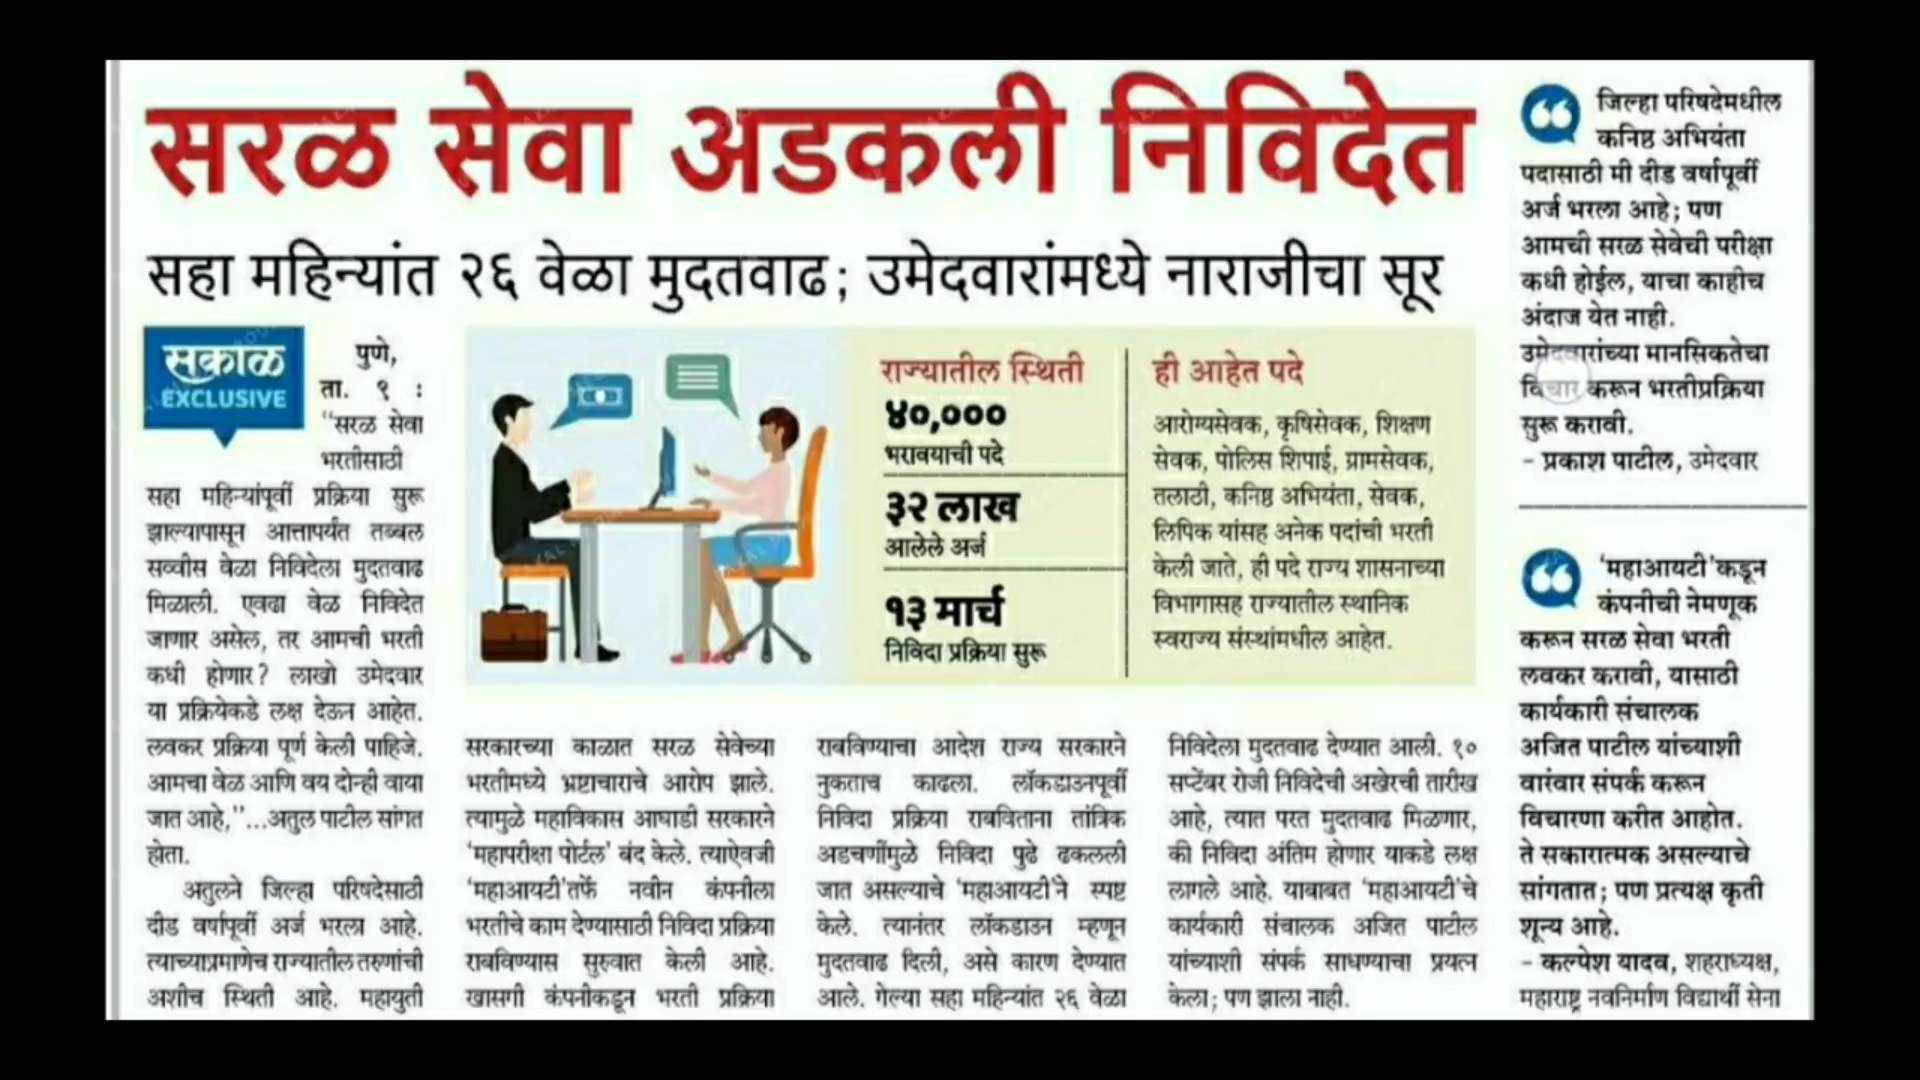 सरळ सेवा अडकली निविदेत
सहा महिन्यांत २६ वेळा मुदतवाढ; उमेदवारांमध्ये नाराजीचा सूर
सकाळ
EXCLUSIVE
पुणे,
ता. ९ :
“सरळ सेवा
भरतीसाठी
सहा महिन्यांपूर्वी प्रक्रिया सुरू
झाल्यापासून आत्तापर्यंत तब्बल
सव्वीस वेळा निविदेला मुदतवाढ
मिळाली. एवढा वेळ निविदेत
जाणार असेल, तर आमची भरती
कधी होणार? लाखो उमेदवार
या प्रक्रियेकडे लक्ष देऊन आहेत.
लवकर प्रक्रिया पूर्ण केली पाहिजे.
आमचा वेळ आणि वय दोन्ही वाया
जात आहे,’’...अतुल पाटील सांगत
होता.
अतुलने जिल्हा परिषदेसाठी
दीड वर्षापूर्वी अर्ज भरला आहे.
त्याच्याप्रमाणेच राज्यातील तरुणांची
अशीच स्थिती आहे. महायुती
राज्यातील स्थिती
४०,०००
भरावयाची पदे
३२ लाख
आलेले अर्ज
१३ मार्च
निविदा प्रक्रिया सुरू
ही आहेत पदे
आरोग्यसेवक, कृषिसेवक, शिक्षण
सेवक, पोलिस शिपाई, ग्रामसेवक,
तलाठी, कनिष्ठ अभियंता, सेवक,
लिपिक यांसह अनेक पदांची भरती
केली जाते, ही पदे राज्य शासनाच्या
विभागासह राज्यातील स्थानिक
स्वराज्य संस्थांमधील आहेत.
सरकारच्या काळात सरळ सेवेच्या
भरतीमध्ये भ्रष्टाचाराचे आरोप झाले.
त्यामुळे महाविकास आघाडी सरकारने
‘महापरीक्षा पोर्टल’ बंद केले. त्याऐवजी
‘महाआयटी’तर्फे नवीन कंपनीला
भरतीचे काम देण्यासाठी निविदा प्रक्रिया
राबविण्यास सुरुवात केली आहे.
खासगी कंपनीकडून भरती प्रक्रिया
राबविण्याचा आदेश राज्य सरकारने
नुकताच काढला. लॉकडाउनपूर्वी
निविदा प्रक्रिया राबविताना तांत्रिक
अडचणींमुळे निविदा पुढे ढकलली
जात असल्याचे ‘महाआयटी’ने स्पष्ट
केले. त्यानंतर लॉकडाउन म्हणून
मुदतवाढ दिली, असे कारण देण्यात
आले. गेल्या सहा महिन्यांत २६ वेळा
निविदेला मुदतवाढ देण्यात आली. १०
सप्टेंबर रोजी निविदेची अखेरची तारीख
आहे, त्यात परत मुदतवाढ मिळणार,
की निविदा अंतिम होणार याकडे लक्ष
लागले आहे. याबाबत ‘महाआयटी’चे
कार्यकारी संचालक अजित पाटील
यांच्याशी संपर्क साधण्याचा प्रयत्न
केला; पण झाला नाही.
जिल्हा परिषदेमधील
कनिष्ठ अभियंता
पदासाठी मी दीड वर्षापूर्वी
अर्ज भरला आहे; पण
आमची सरळ सेवेची परीक्षा
कधी होईल, याचा काहीच
अंदाज येत नाही.
उमेदवारांच्या मानसिकतेचा
विचार करून भरतीप्रक्रिया
सुरू करावी.
- प्रकाश पाटील, उमेदवार
‘महाआयटी’कडून
कंपनीची नेमणूक
करून सरळ सेवा भरती
लवकर करावी, यासाठी
कार्यकारी संचालक
अजित पाटील यांच्याशी
वारंवार संपर्क करून
विचारणा करीत आहोत.
ते सकारात्मक असल्याचे
सांगतात; पण प्रत्यक्ष कृती
शून्य आहे.
- कल्पेश यादव, शहराध्यक्ष,
महाराष्ट्र नवनिर्माण विद्यार्थी सेना